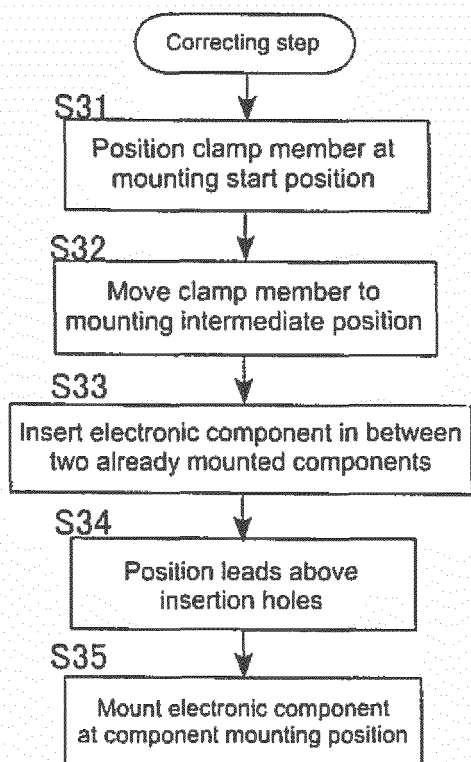 Correcting step
S31
Position clamp member at
mounting start position
S32
Move clamp member to
mounting intermediate position
S33
Insert electronic component in between
two already mounted components
S34
Position leads above
insertion holes
S35
Mount electronic component
at component mounting position